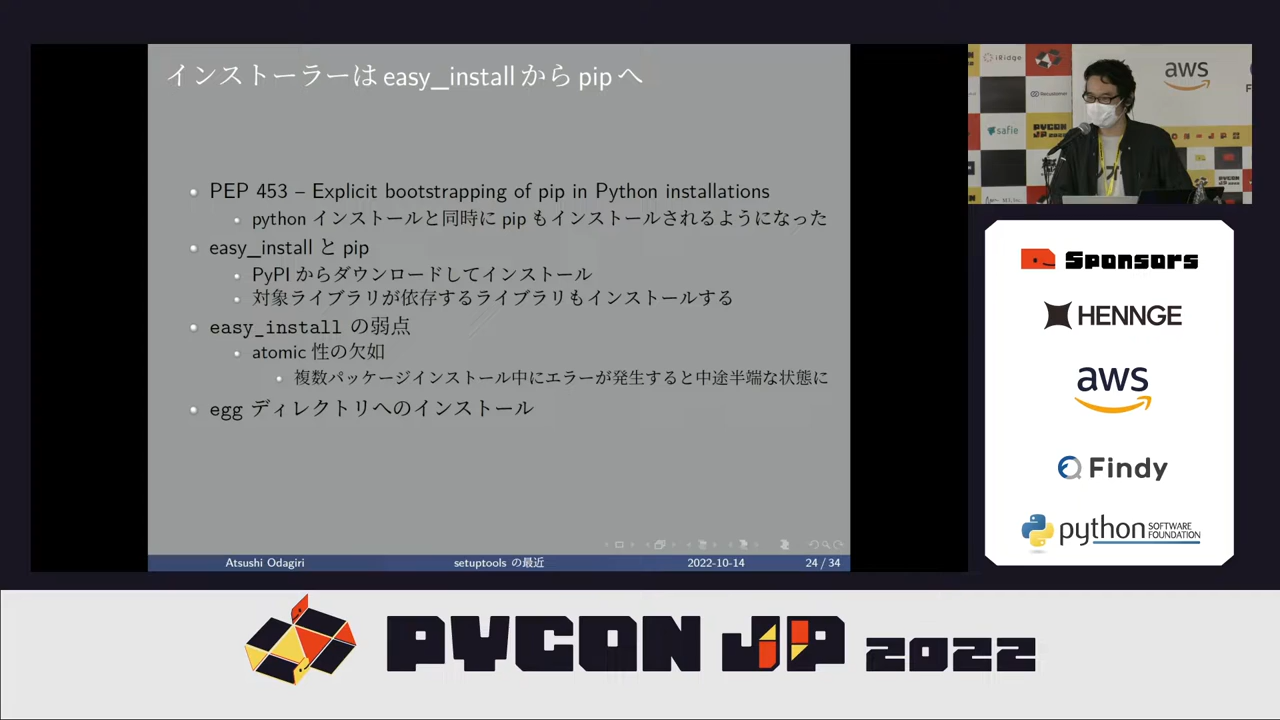 インストーラーは easy_install から pip へ
PEP 453 – Explicit bootstrapping of pip in Python installations
python インストールと同時に pip もインストールされるようになった
easy_install と pip
PyPI からダウンロードしてインストール
対象ライブラリが依存するライブラリもインストールする
easy_install の弱点
atomic 性の欠如
複数パッケージインストール中にエラーが発生すると中途半端な状態に
egg ディレクトリへのインストール
Atsushi Odagiri
setuptools の最近
2022-10-14
24 / 34
iRidge
aws
safie
PYCON
Sponsors
HENNGE
aws
Findy
python SOFTWARE FOUNDATION
PYCON JP 2022